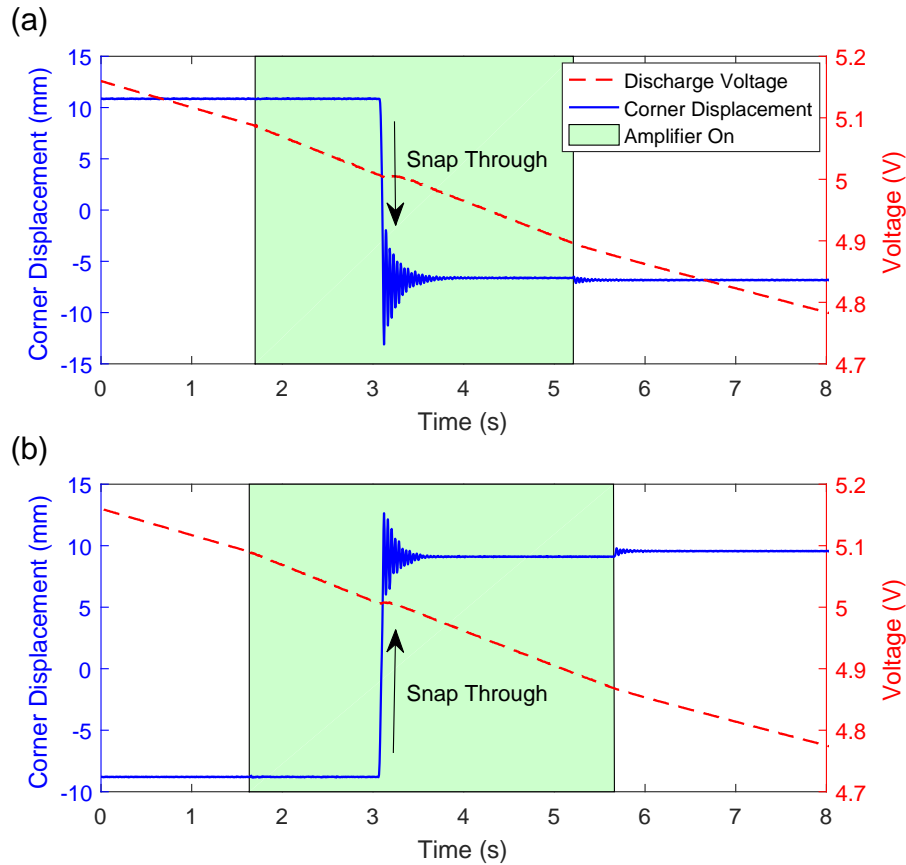 (a)
15
10
5
0
-5
-10
-15
Corner Displacement (mm)
5.2
5.1
5
4.9
4.8
4.7
Voltage (V)
Discharge Voltage
Corner Displacement
Amplifier On
Snap Through
0 1 2 3 4 5 6 7 8
Time (s)
(b)
15
10
5
0
-5
-10
Corner Displacement (mm)
5.2
5.1
5
4.9
4.8
4.7
Voltage (V)
Snap Through
0 1 2 3 4 5 6 7 8
Time (s)